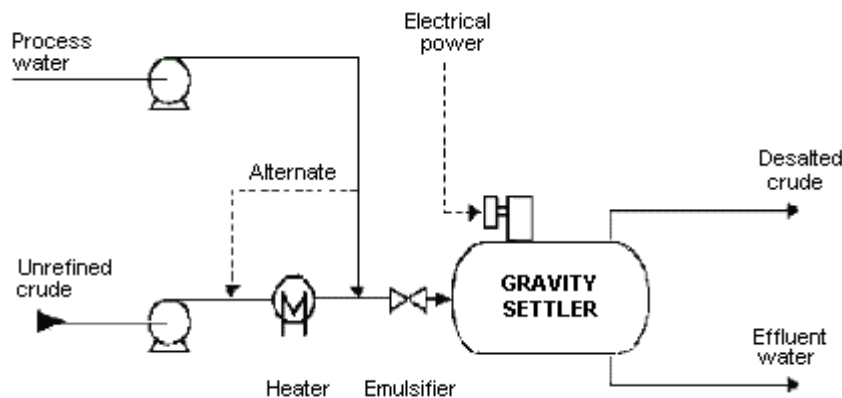 Electrical
power
Process
water
Alternate
Desalted
crude
Unrefined
crude
GRAVITY
SETTLER
Effluent
water
Heater
Emulsifier